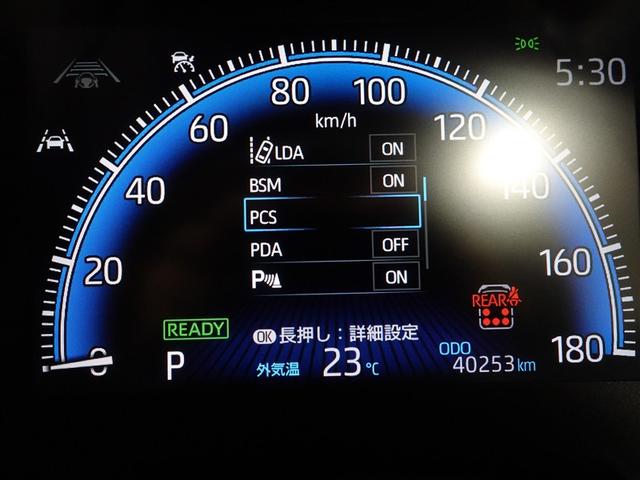 5:30
80
100
60
km/h
120
LDA ON
BSM ON
40
140
PCS
PDA OFF
20
160
P ON
REAR
READY
OK 長押し：詳細設定
0
180
P
外気温 23 ℃
ODO
40253 km